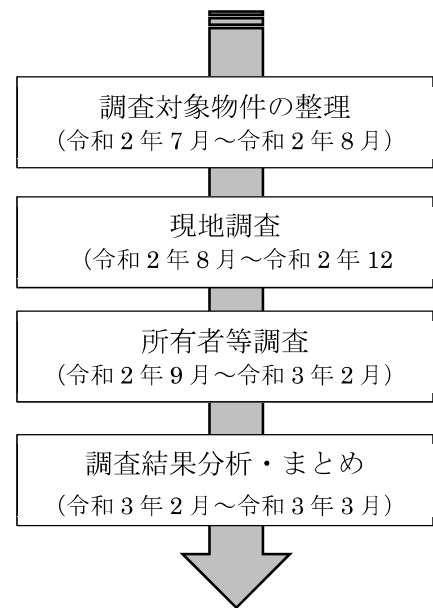 調査対象物件の整理
（令和２年７月～令和２年８月）
現地調査
（令和２年８月～令和２年 12
所有者等調査
（令和２年９月～令和３年２月）
調査結果分析・まとめ
（令和３年２月～令和３年３月）